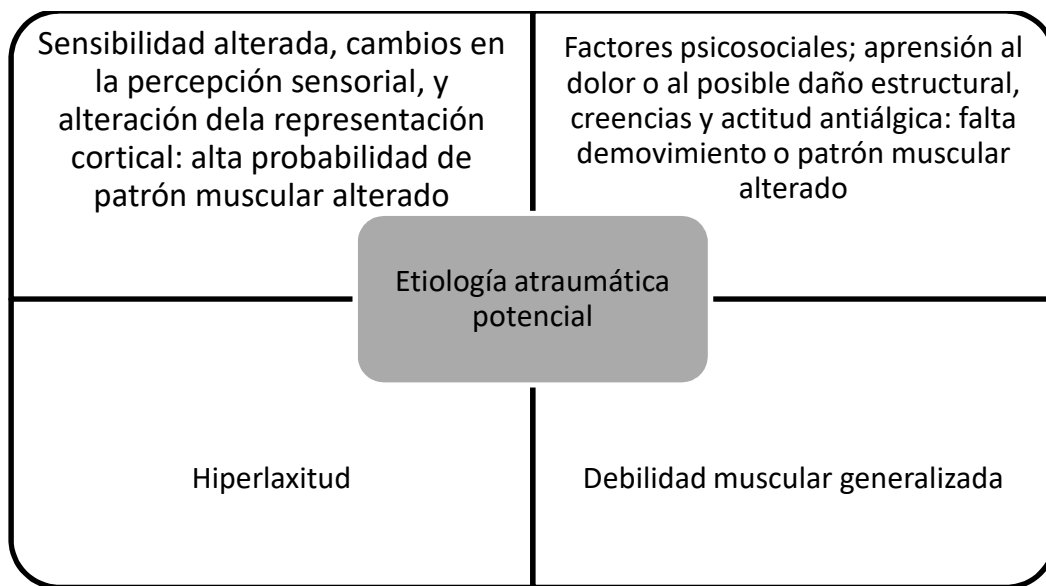 Sensibilidad alterada, cambios en
la percepción sensorial, y
alteración dela representación
cortical: alta probabilidad de
patrón muscular alterado
Factores psicosociales; aprensión al
dolor o al posible daño estructural,
creencias y actitud antiálgica: falta
demovimiento o patrón muscular
alterado
Etiología atraumática
potencial
Hiperlaxitud
Debilidad muscular generalizada